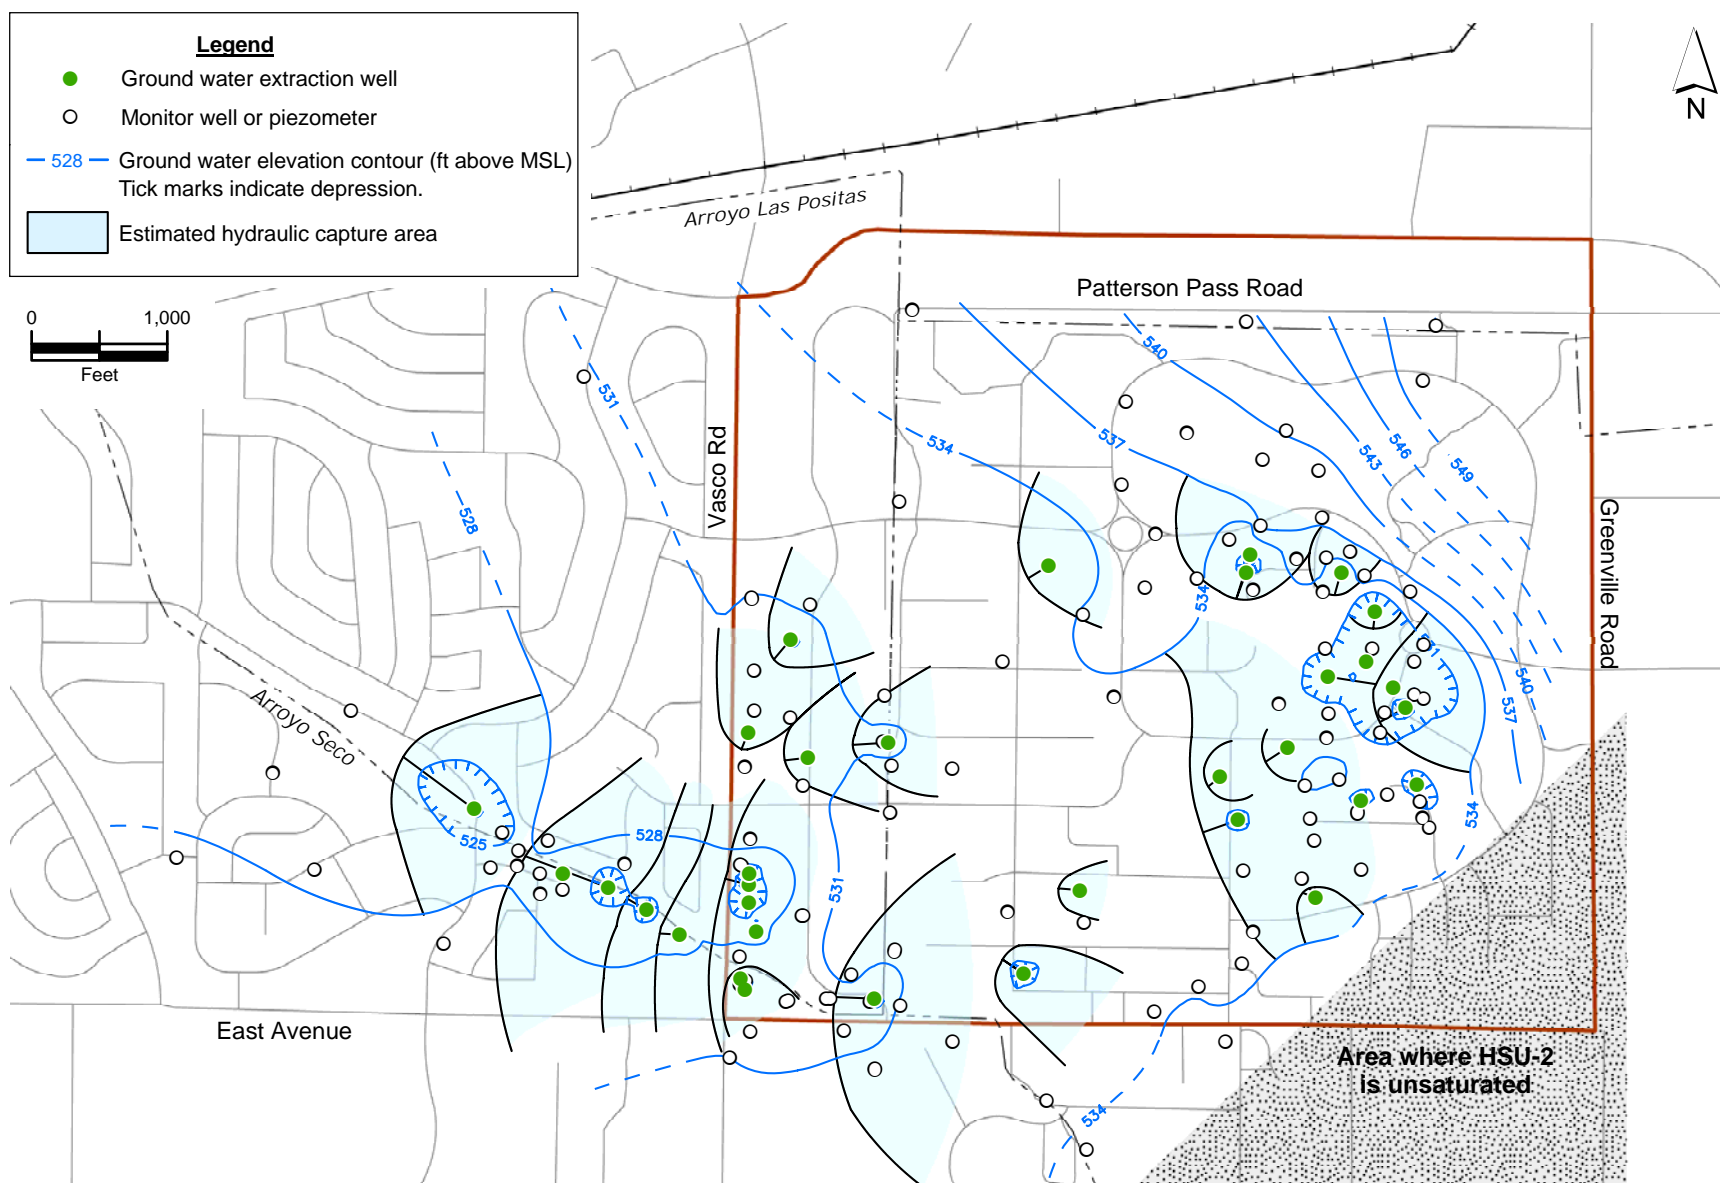 Legend
Ground water extraction well
Monitor well or piezometer
528 Ground water elevation contour (ft above MSL)
Tick marks indicate depression.
Estimated hydraulic capture area
N
0 1,000
Feet
Arroyo Las Positas
Patterson Pass Road
Vasco Rd
Greenville Road
Arroyo Seco
East Avenue
Area where HSU-2
is unsaturated
540
531
534
537
546
543
549
528
534
531
540
537
534
528
525
531
534